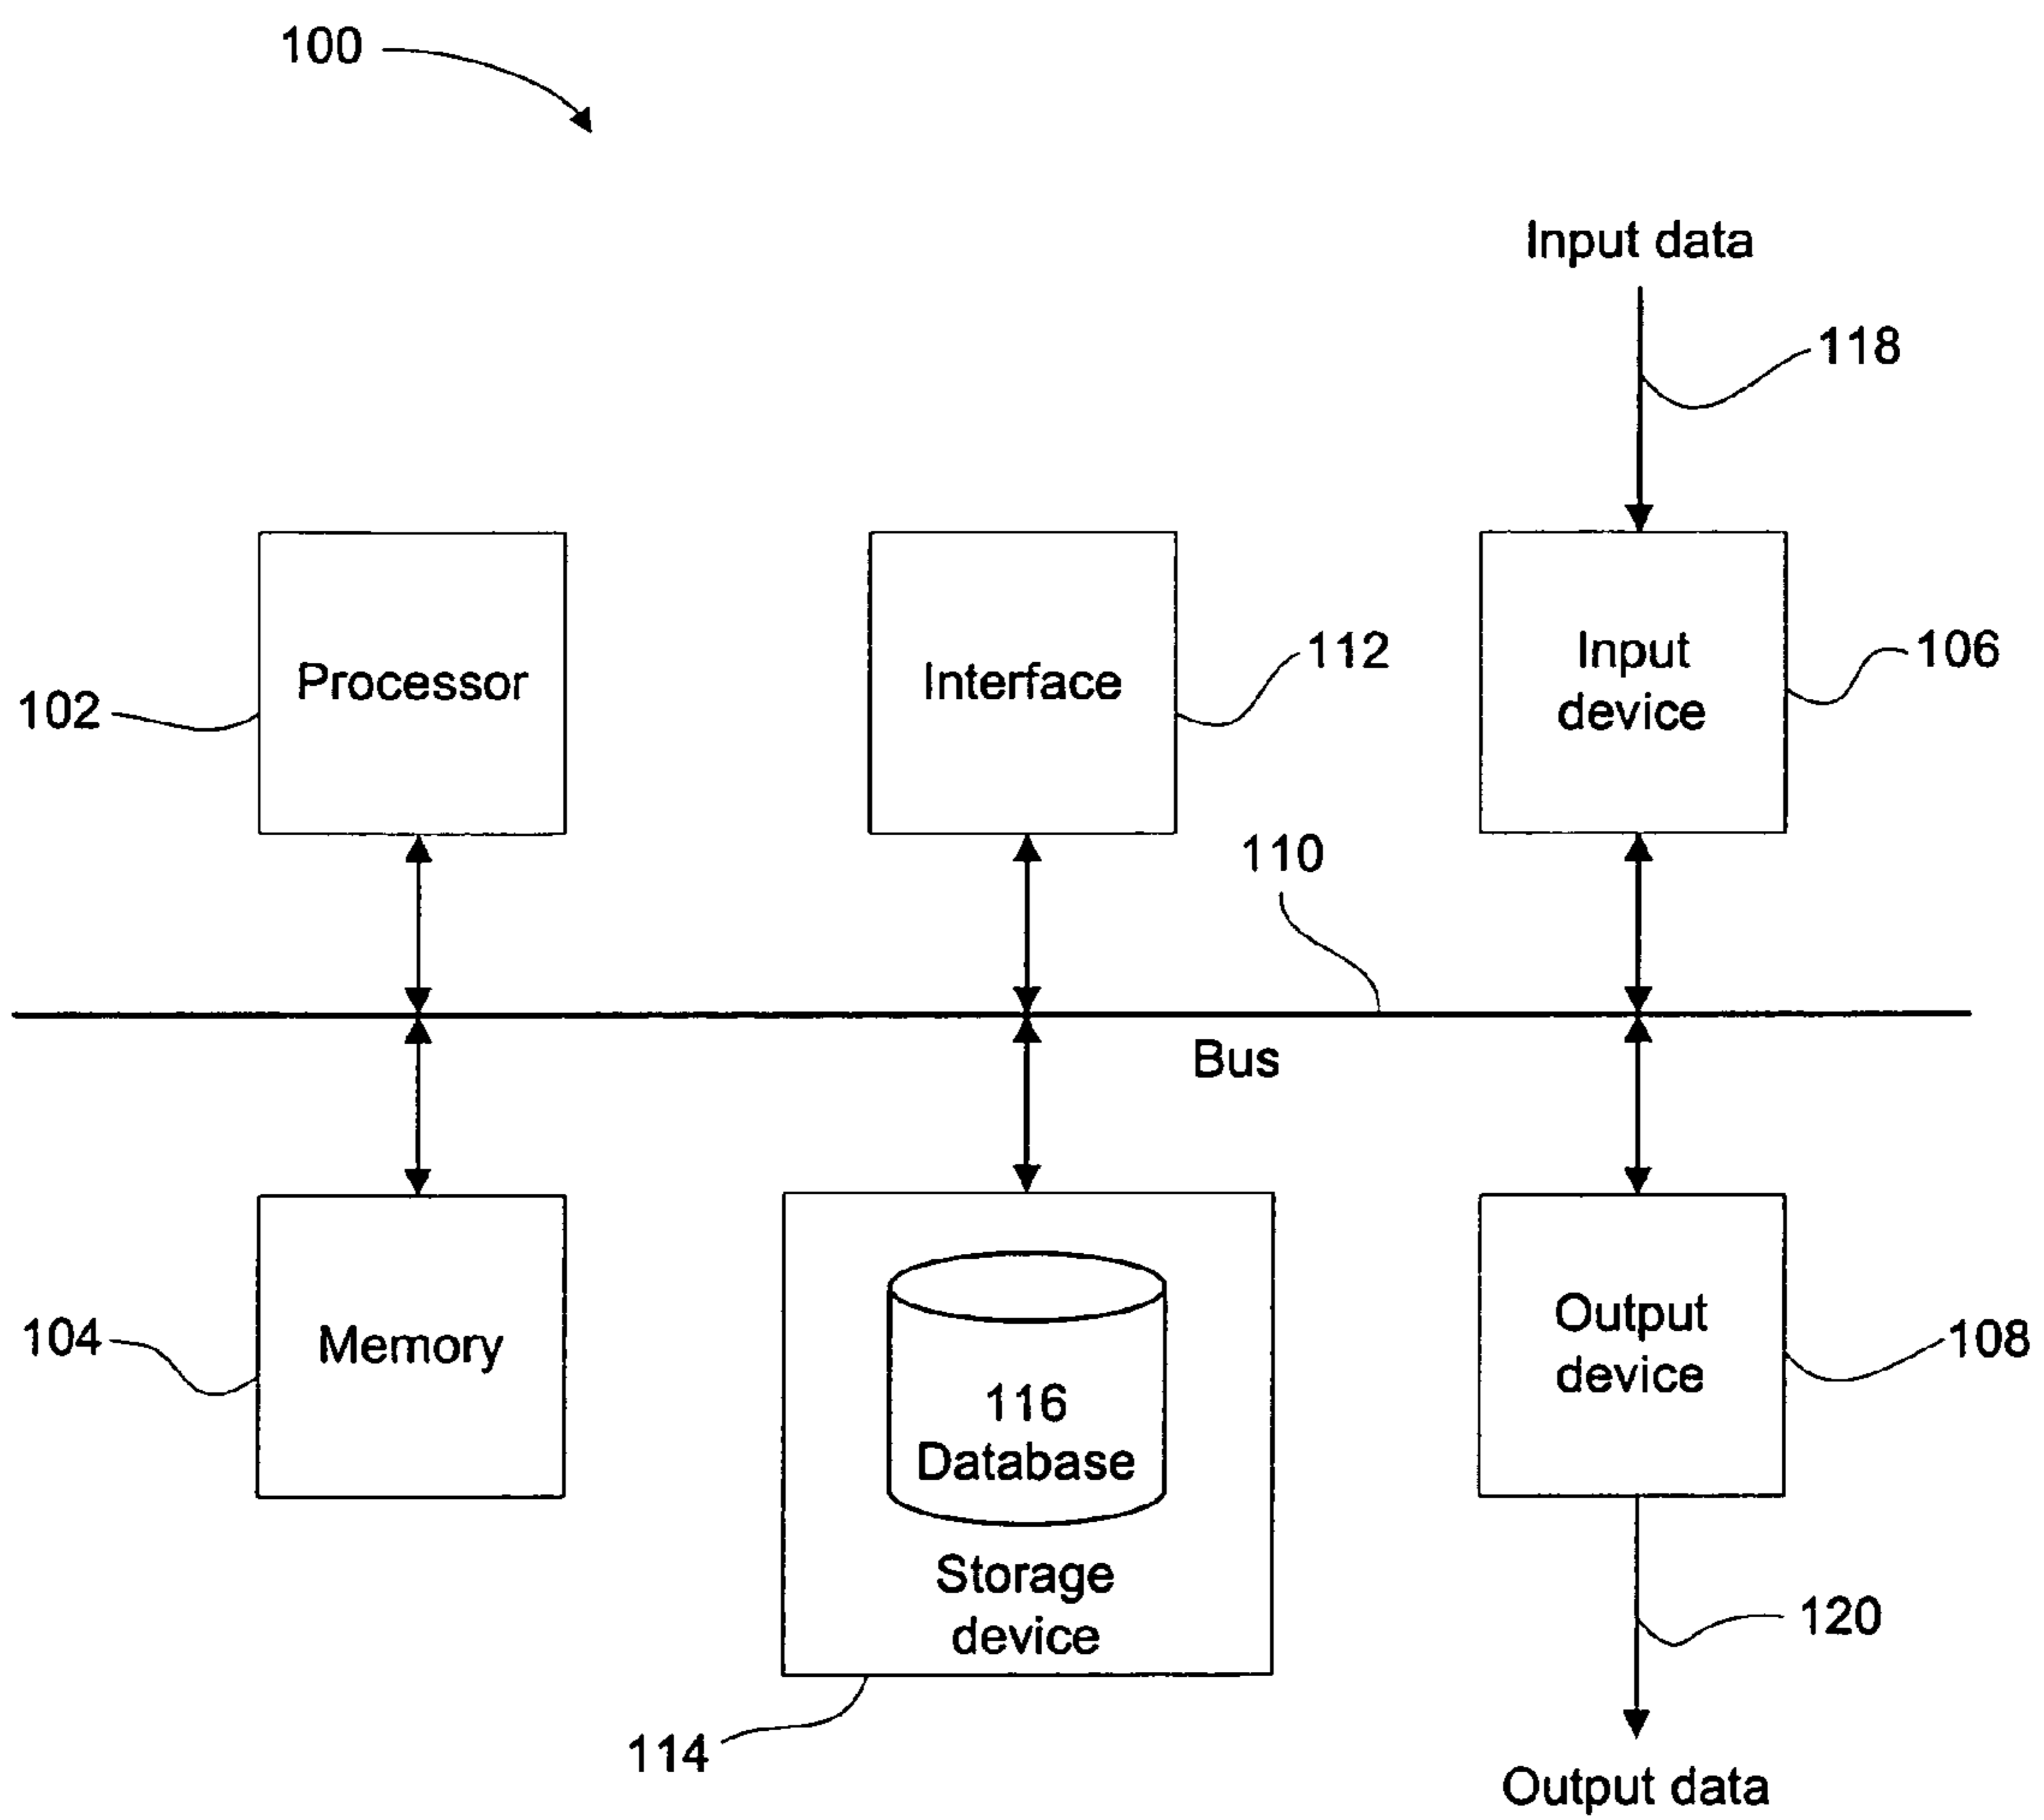 100
Input data
118
Processor
102
Interface
112
Input
device
106
110
Bus
Memory
104
116
Database
Storage
device
114
Output
device
108
120
Output data